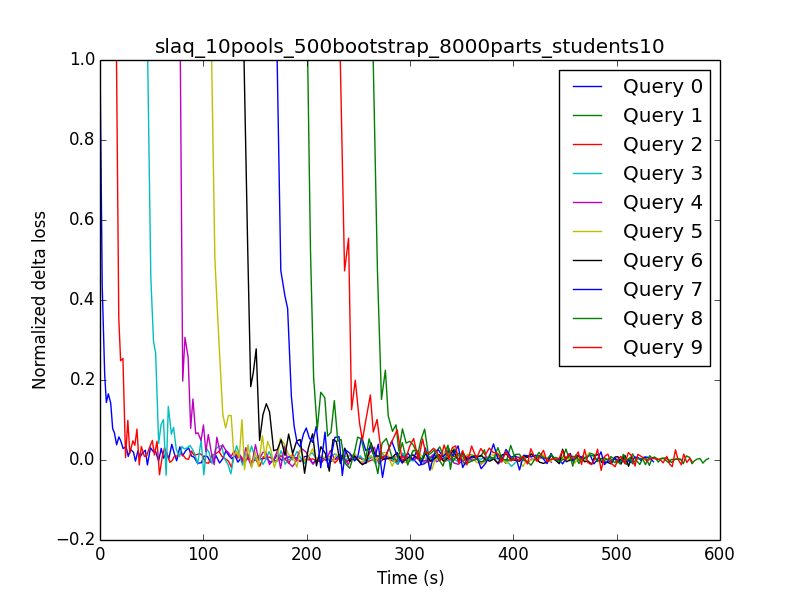 slaq_10pools_500bootstrap_8000parts_students10
1.0
0.8
0.6
0.4
0.2
0.0
−0.2
Normalized delta loss
Query 0
Query 1
Query 2
Query 3
Query 4
Query 5
Query 6
Query 7
Query 8
Query 9
0 100 200 300 400 500 600
Time (s)